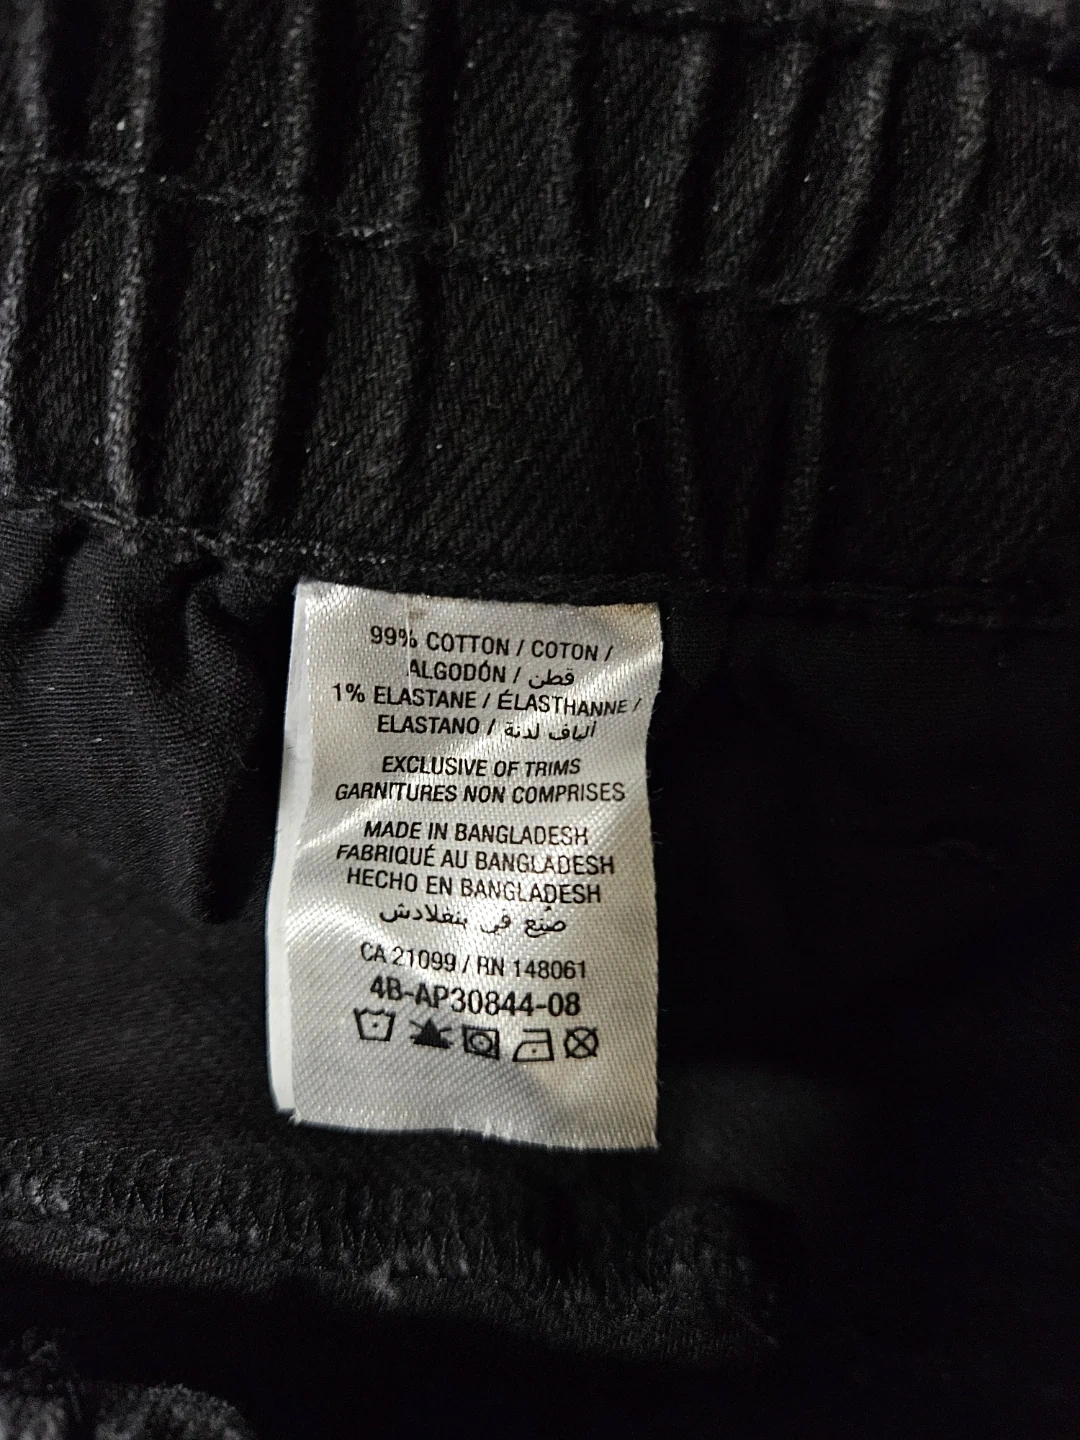 99% COTTON / COTON /
ALGODÓN / قطن
1% ELASTANE / ÉLASTHANNE /
ELASTANO / ألياف لدنة
EXCLUSIVE OF TRIMS
GARNITURES NON COMPRISES
MADE IN BANGLADESH
FABRIQUÉ AU BANGLADESH
HECHO EN BANGLADESH
صُنِع في بنغلادش
CA 21099 / RN 148061
4B-AP30844-08